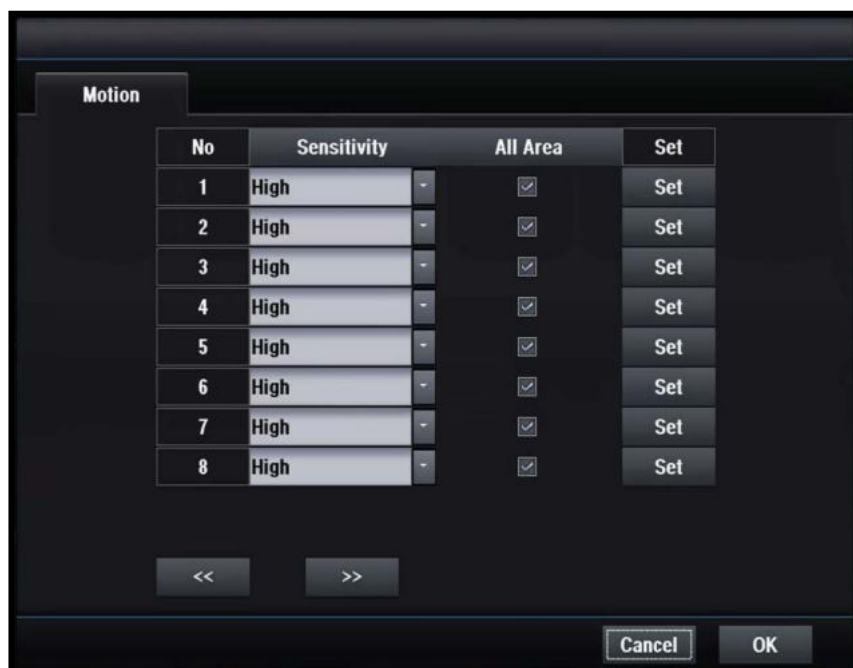 Motion
No Sensitivity All Area Set
1 High Set
2 High Set
3 High Set
4 High Set
5 High Set
6 High Set
7 High Set
8 High Set
<< >>
Cancel OK